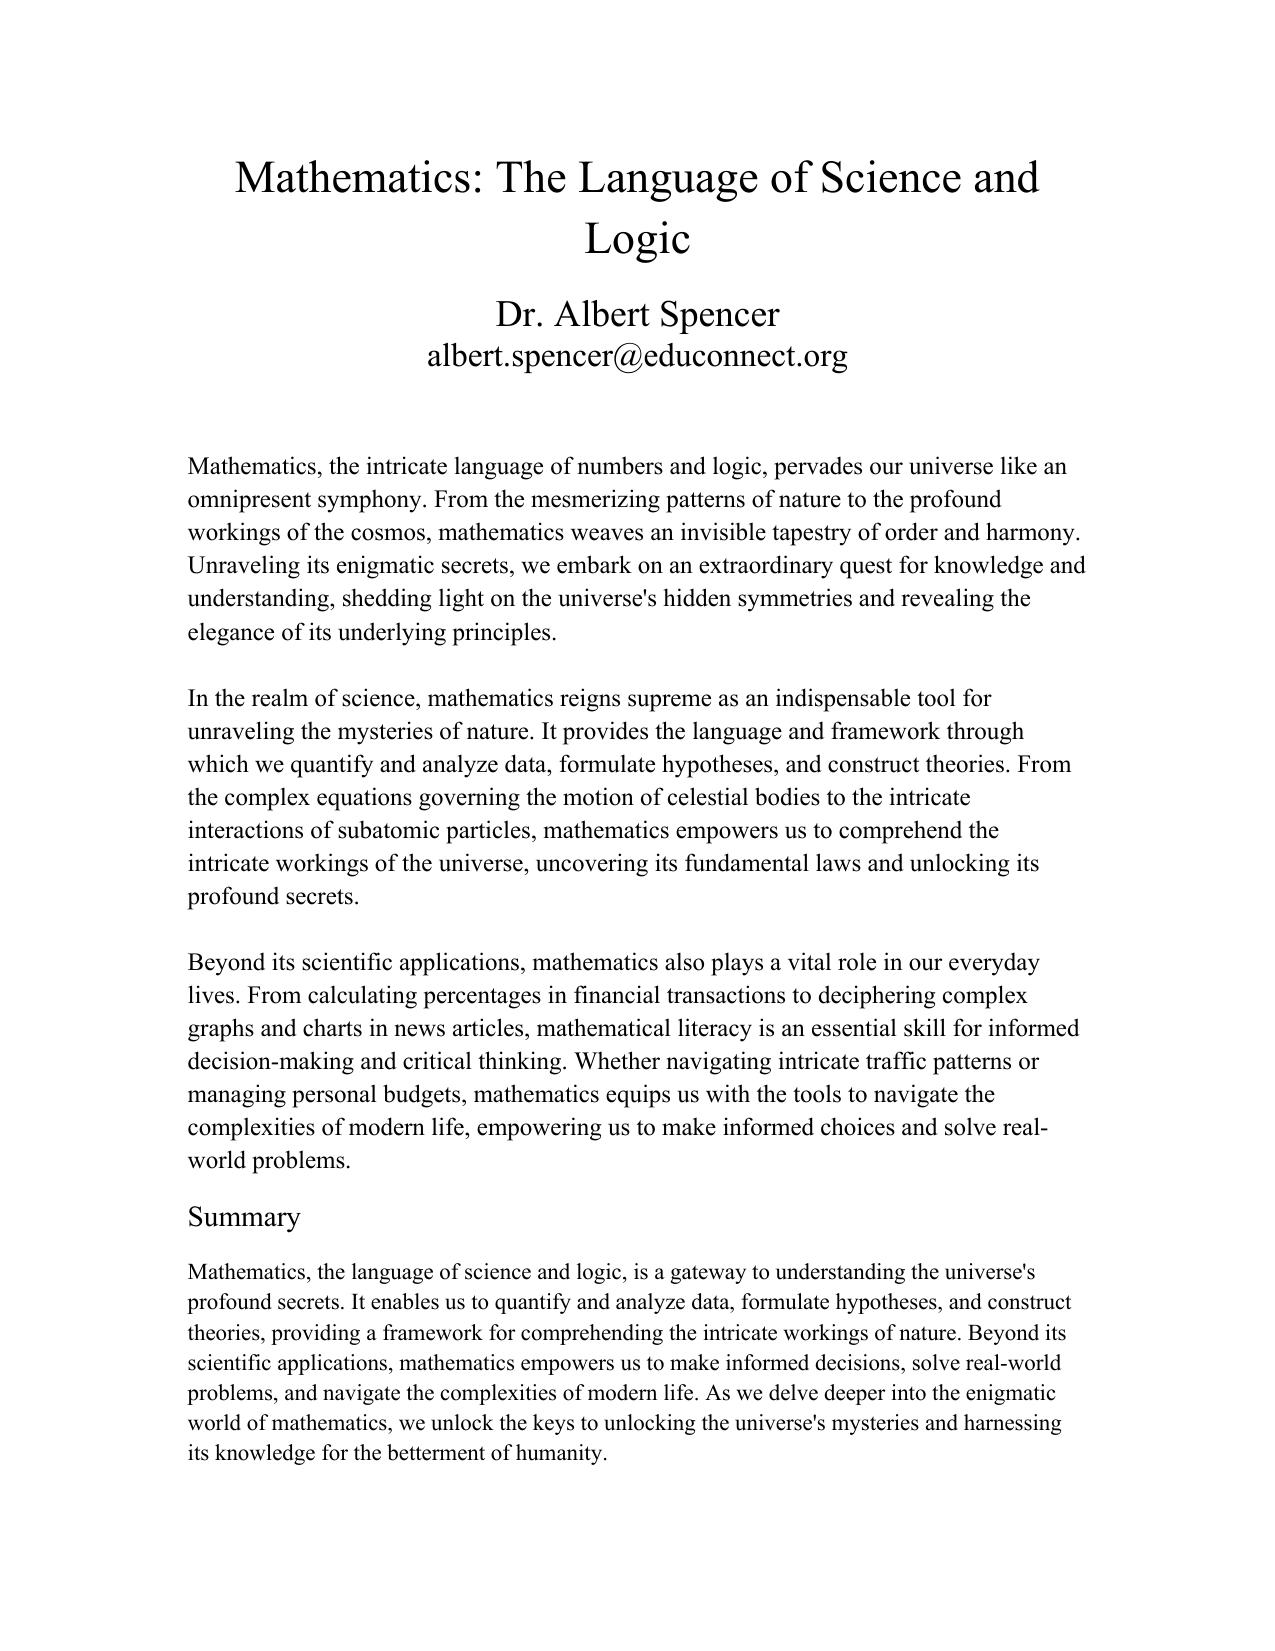 Mathematics: The Language of Science and
Logic
Dr. Albert Spencer
albert.spencer@educonnect.org
Mathematics, the intricate language of numbers and logic, pervades our universe like an
omnipresent symphony. From the mesmerizing patterns of nature to the profound
workings of the cosmos, mathematics weaves an invisible tapestry of order and harmony.
Unraveling its enigmatic secrets, we embark on an extraordinary quest for knowledge and
understanding, shedding light on the universe's hidden symmetries and revealing the
elegance of its underlying principles.
In the realm of science, mathematics reigns supreme as an indispensable tool for
unraveling the mysteries of nature. It provides the language and framework through
which we quantify and analyze data, formulate hypotheses, and construct theories. From
the complex equations governing the motion of celestial bodies to the intricate
interactions of subatomic particles, mathematics empowers us to comprehend the
intricate workings of the universe, uncovering its fundamental laws and unlocking its
profound secrets.
Beyond its scientific applications, mathematics also plays a vital role in our everyday
lives. From calculating percentages in financial transactions to deciphering complex
graphs and charts in news articles, mathematical literacy is an essential skill for informed
decision-making and critical thinking. Whether navigating intricate traffic patterns or
managing personal budgets, mathematics equips us with the tools to navigate the
complexities of modern life, empowering us to make informed choices and solve real-
world problems.
Summary
Mathematics, the language of science and logic, is a gateway to understanding the universe's
profound secrets. It enables us to quantify and analyze data, formulate hypotheses, and construct
theories, providing a framework for comprehending the intricate workings of nature. Beyond its
scientific applications, mathematics empowers us to make informed decisions, solve real-world
problems, and navigate the complexities of modern life. As we delve deeper into the enigmatic
world of mathematics, we unlock the keys to unlocking the universe's mysteries and harnessing
its knowledge for the betterment of humanity.